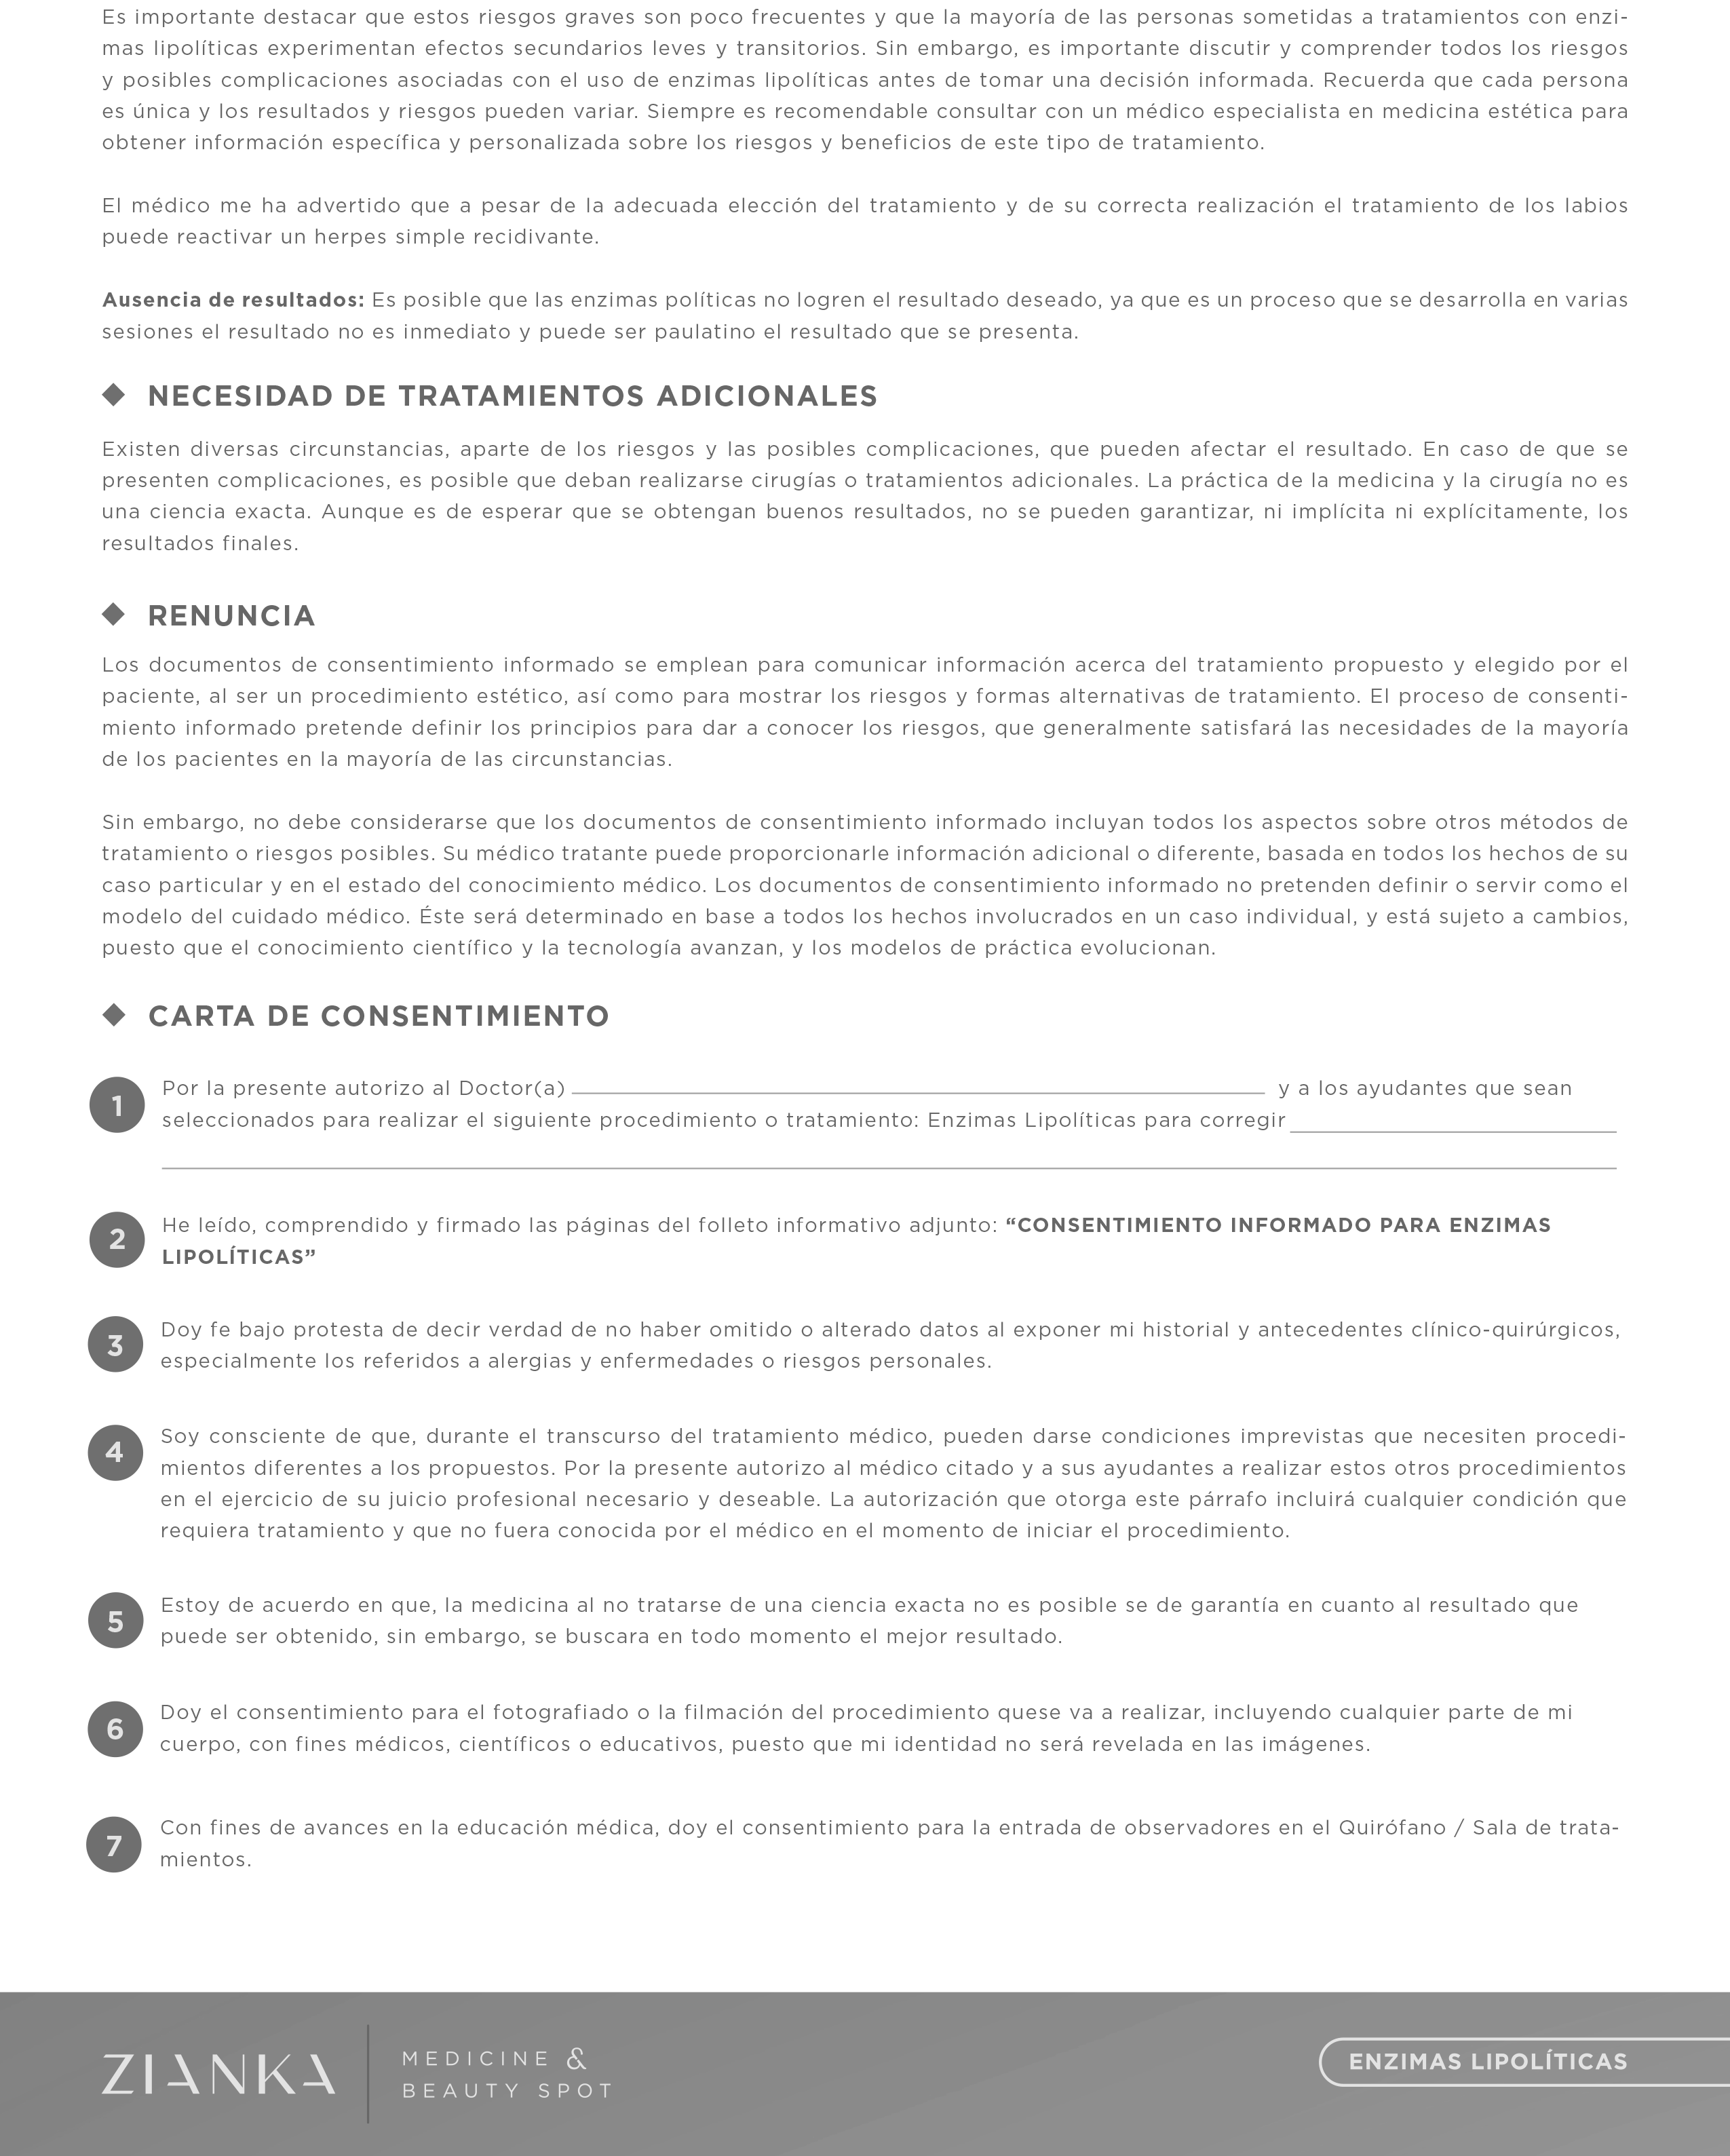 Es importante destacar que estos riesgos graves son poco frecuentes y que la mayoría de las personas sometidas a tratamientos con enzi-
mas lipolíticas experimentan efectos secundarios leves y transitorios. Sin embargo, es importante discutir y comprender todos los riesgos
y posibles complicaciones asociadas con el uso de enzimas lipolíticas antes de tomar una decisión informada. Recuerda que cada persona
es única y los resultados y riesgos pueden variar. Siempre es recomendable consultar con un médico especialista en medicina estética para
obtener información específica y personalizada sobre los riesgos y beneficios de este tipo de tratamiento.
El médico me ha advertido que a pesar de la adecuada elección del tratamiento y de su correcta realización el tratamiento de los labios
puede reactivar un herpes simple recidivante.
Ausencia de resultados: Es posible que las enzimas políticas no logren el resultado deseado, ya que es un proceso que se desarrolla en varias
sesiones el resultado no es inmediato y puede ser paulatino el resultado que se presenta.
◆ NECESIDAD DE TRATAMIENTOS ADICIONALES
Existen diversas circunstancias, aparte de los riesgos y las posibles complicaciones, que pueden afectar el resultado. En caso de que se
presenten complicaciones, es posible que deban realizarse cirugías o tratamientos adicionales. La práctica de la medicina y la cirugía no es
una ciencia exacta. Aunque es de esperar que se obtengan buenos resultados, no se pueden garantizar, ni implícita ni explícitamente, los
resultados finales.
◆ RENUNCIA
Los documentos de consentimiento informado se emplean para comunicar información acerca del tratamiento propuesto y elegido por el
paciente, al ser un procedimiento estético, así como para mostrar los riesgos y formas alternativas de tratamiento. El proceso de consenti-
miento informado pretende definir los principios para dar a conocer los riesgos, que generalmente satisfará las necesidades de la mayoría
de los pacientes en la mayoría de las circunstancias.
Sin embargo, no debe considerarse que los documentos de consentimiento informado incluyan todos los aspectos sobre otros métodos de
tratamiento o riesgos posibles. Su médico tratante puede proporcionarle información adicional o diferente, basada en todos los hechos de su
caso particular y en el estado del conocimiento médico. Los documentos de consentimiento informado no pretenden definir o servir como el
modelo del cuidado médico. Éste será determinado en base a todos los hechos involucrados en un caso individual, y está sujeto a cambios,
puesto que el conocimiento científico y la tecnología avanzan, y los modelos de práctica evolucionan.
◆ CARTA DE CONSENTIMIENTO
1 Por la presente autorizo al Doctor(a) y a los ayudantes que sean
seleccionados para realizar el siguiente procedimiento o tratamiento: Enzimas Lipolíticas para corregir
2 He leído, comprendido y firmado las páginas del folleto informativo adjunto: “CONSENTIMIENTO INFORMADO PARA ENZIMAS
LIPOLÍTICAS”
3 Doy fe bajo protesta de decir verdad de no haber omitido o alterado datos al exponer mi historial y antecedentes clínico-quirúrgicos,
especialmente los referidos a alergias y enfermedades o riesgos personales.
4 Soy consciente de que, durante el transcurso del tratamiento médico, pueden darse condiciones imprevistas que necesiten procedi-
mientos diferentes a los propuestos. Por la presente autorizo al médico citado y a sus ayudantes a realizar estos otros procedimientos
en el ejercicio de su juicio profesional necesario y deseable. La autorización que otorga este párrafo incluirá cualquier condición que
requiera tratamiento y que no fuera conocida por el médico en el momento de iniciar el procedimiento.
5 Estoy de acuerdo en que, la medicina al no tratarse de una ciencia exacta no es posible se de garantía en cuanto al resultado que
puede ser obtenido, sin embargo, se buscara en todo momento el mejor resultado.
6 Doy el consentimiento para el fotografiado o la filmación del procedimiento quese va a realizar, incluyendo cualquier parte de mi
cuerpo, con fines médicos, científicos o educativos, puesto que mi identidad no será revelada en las imágenes.
7 Con fines de avances en la educación médica, doy el consentimiento para la entrada de observadores en el Quirófano / Sala de trata-
mientos.
ZIANKA
MEDICINE &
BEAUTY SPOT
ENZIMAS LIPOLÍTICAS